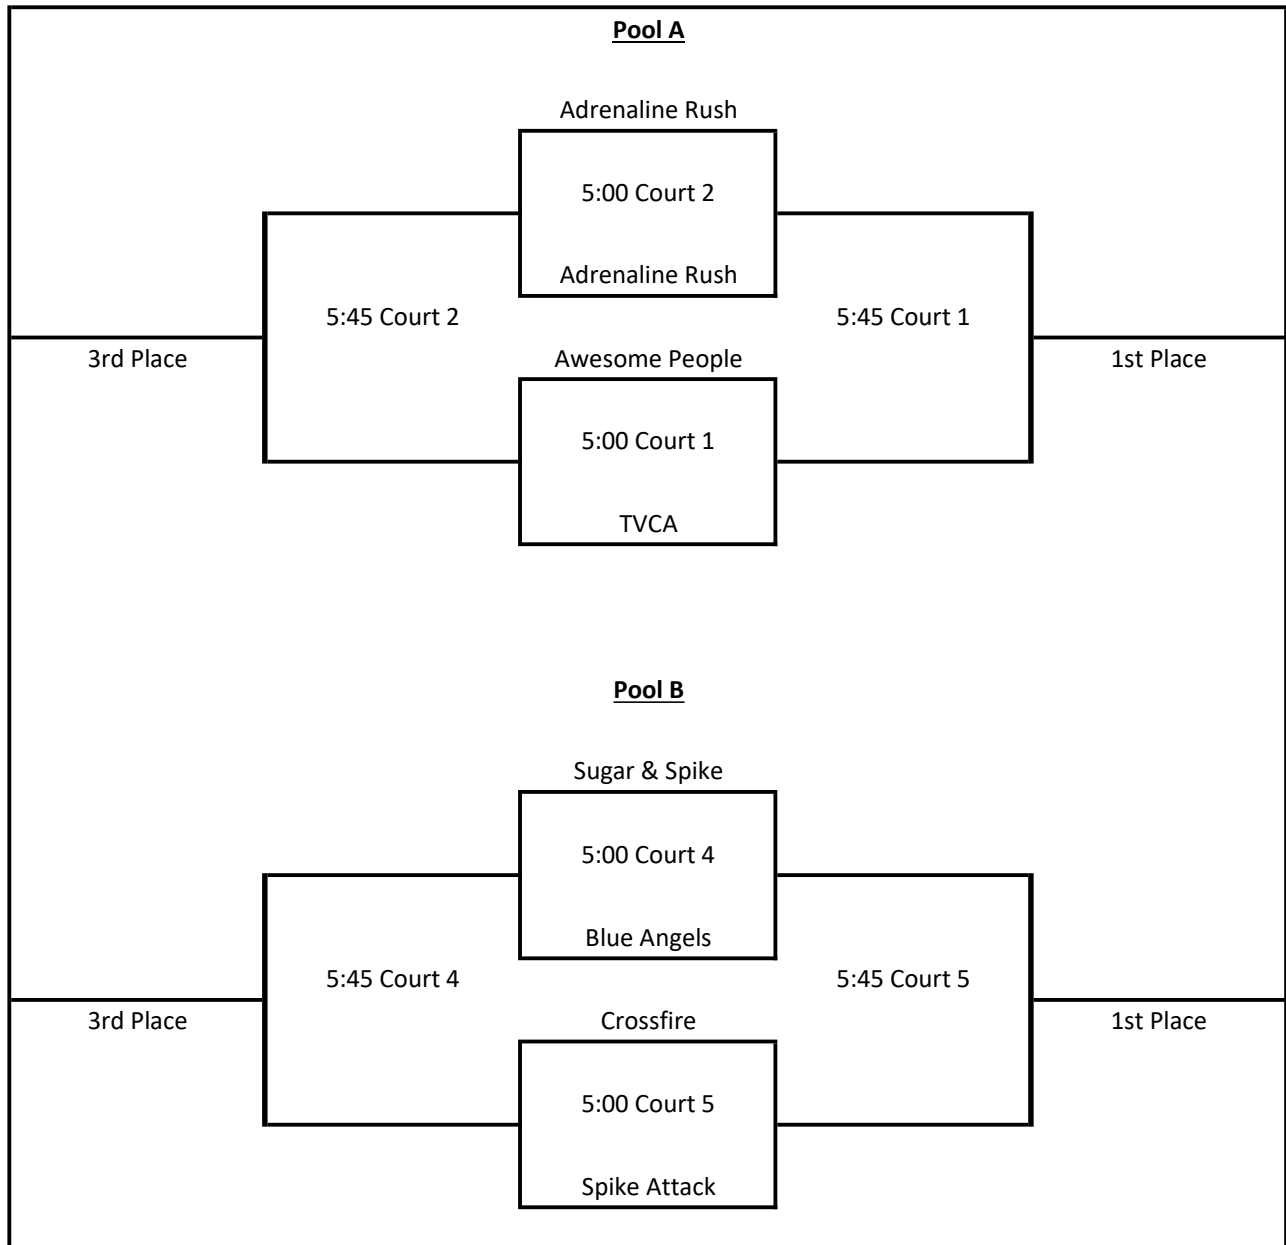 Pool A
Adrenaline Rush
5:00 Court 2
Adrenaline Rush
5:45 Court 2
5:45 Court 1
3rd Place
Awesome People
1st Place
5:00 Court 1
TVCA
Pool B
Sugar & Spike
5:00 Court 4
Blue Angels
5:45 Court 4
5:45 Court 5
3rd Place
Crossfire
1st Place
5:00 Court 5
Spike Attack